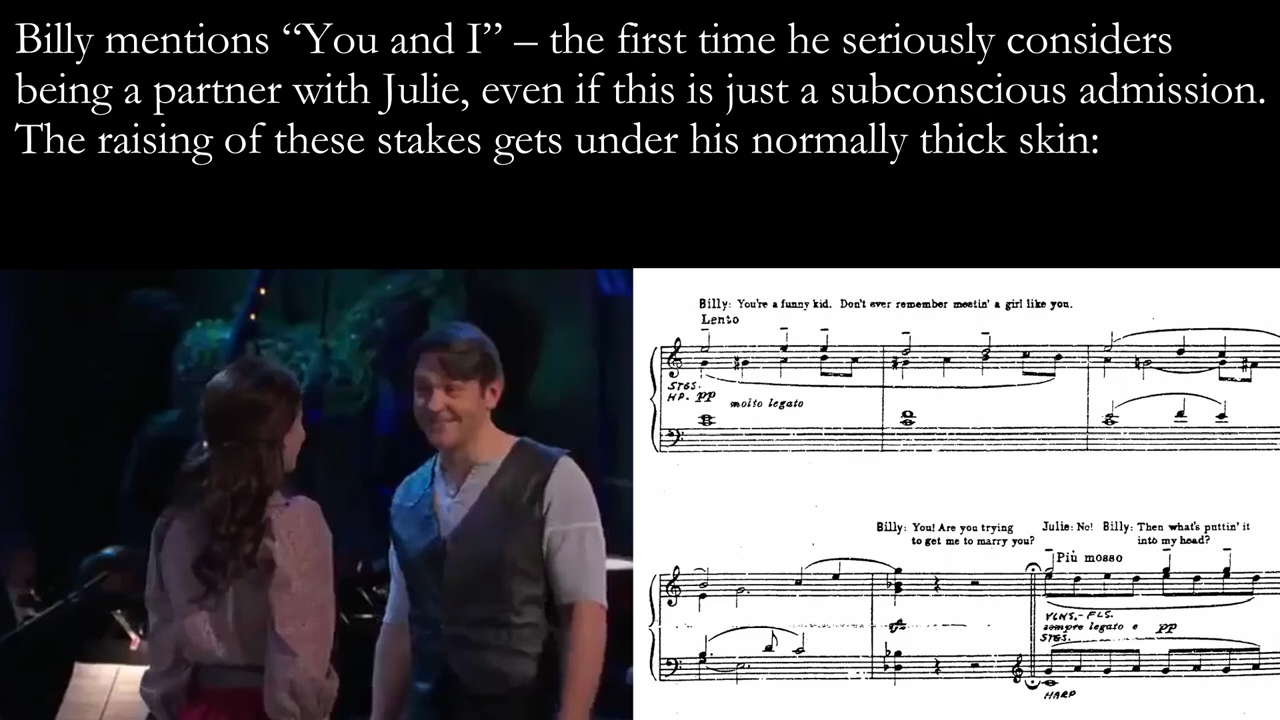 Billy mentions “You and I” – the first time he seriously considers
being a partner with Julie, even if this is just a subconscious admission.
The raising of these stakes gets under his normally thick skin:
Billy: You're a funny kid. Don't ever remember meetin' a girl like you.
Lento
STGS.
HP. pp
molto legato
Billy: You! Are you trying
to get me to marry you?
Julie: No! Billy: Then what's puttin' it
into my head?
Più mosso
VLNS.-FLS.
sempre legato e pp
STGS.
HARP